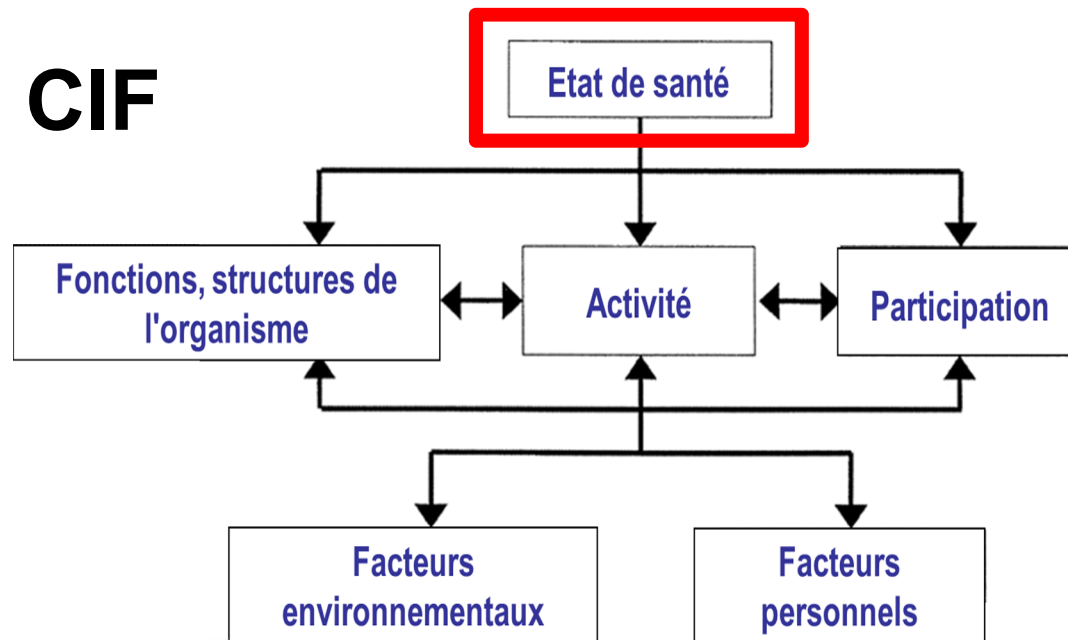 CIF
Etat de santé
Fonctions, structures de
l'organisme
Activité
Participation
Facteurs
environnementaux
Facteurs
personnels